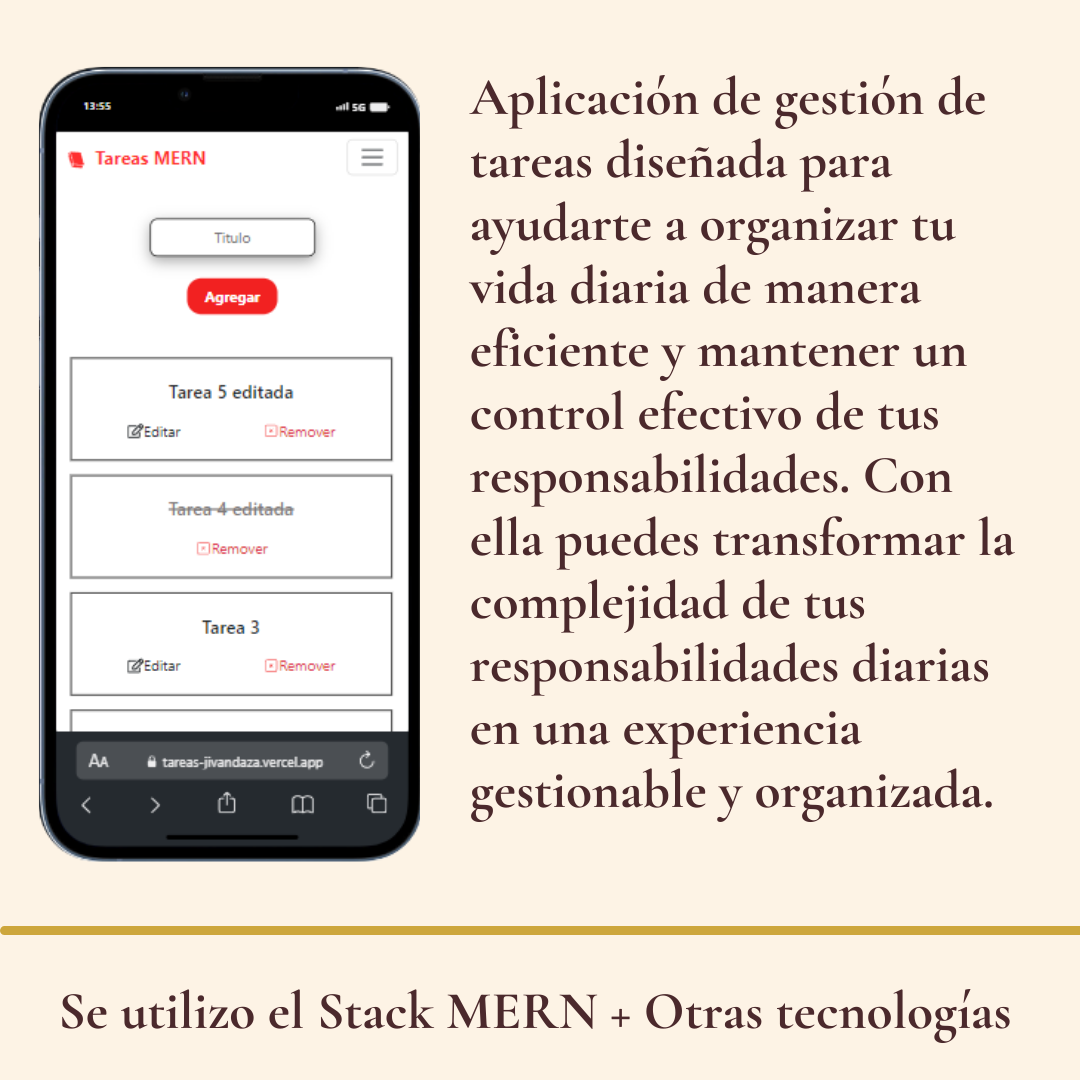 13:55
5G
Tareas MERN
Titulo
Agregar
Tarea 5 editada
Editar Remover
Tarea 4 editada
Remover
Tarea 3
Editar Remover
AA tareas-jivandaza.vercel.app
Aplicación de gestión de
tareas diseñada para
ayudarte a organizar tu
vida diaria de manera
eficiente y mantener un
control efectivo de tus
responsabilidades. Con
ella puedes transformar la
complejidad de tus
responsabilidades diarias
en una experiencia
gestionable y organizada.
Se utilizo el Stack MERN + Otras tecnologías